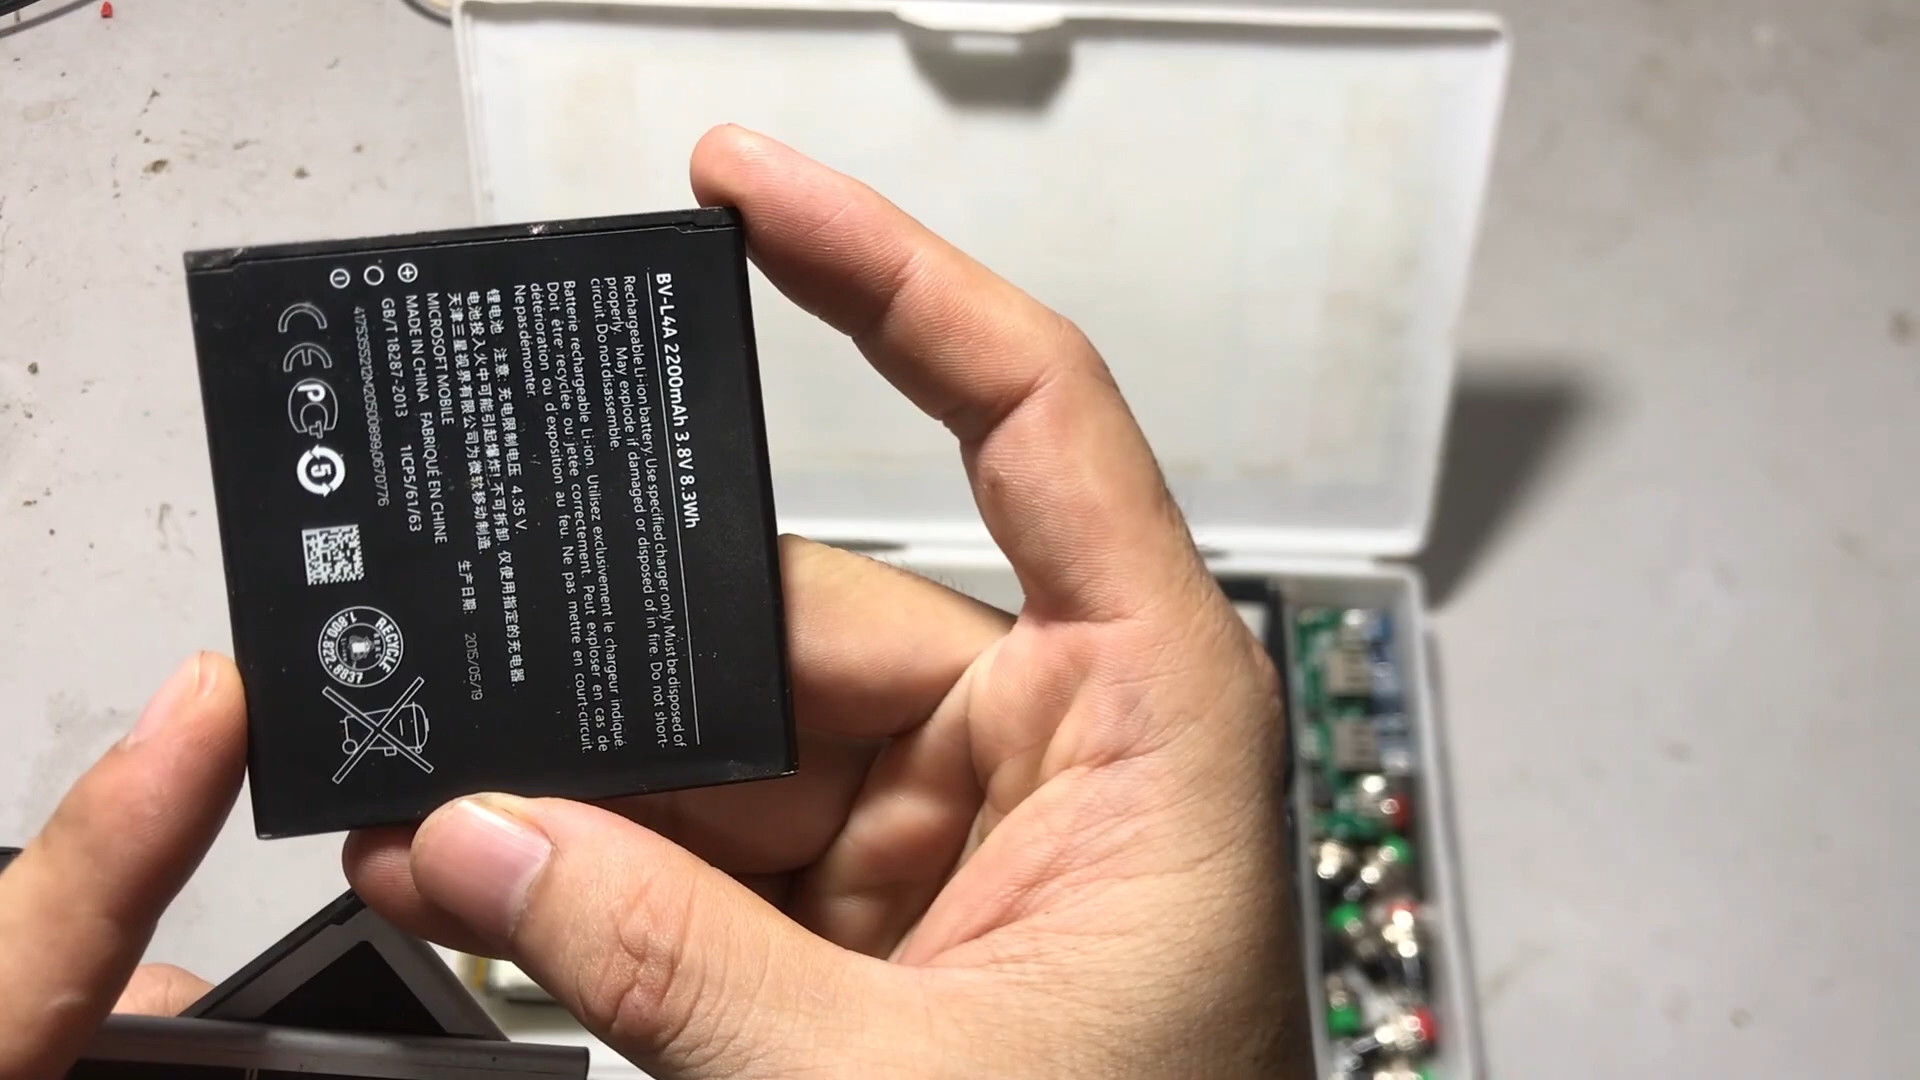 BV-L4A 2200mAh 3.8V 8.3Wh
Rechargeable Li-ion battery. Use specified charger only. Must be disposed of
properly. May explode if damaged or disposed of in fire. Do not short-
circuit. Do not disassemble.
Batterie rechargeable Li-ion. Utilisez exclusivement le chargeur indiqué.
Doit être recyclée ou jetée correctement. Peut exploser en cas de
détérioration ou d'exposition au feu. Ne pas mettre en court-circuit.
Ne pas démonter.
锂电池 注意: 充电限制电压 4.35 V.
电池投入火中可能引起爆炸! 不可拆卸. 仅使用指定的充电器.
天津三星视界有限公司为微软移动制造. 生产日期: 2015/05/19
MICROSOFT MOBILE
MADE IN CHINA FABRIQUÉ EN CHINE
GB/T 18287-2013 1ICP5/61/63
CE
PCT
5
RECYCLE
1.800.822.8837